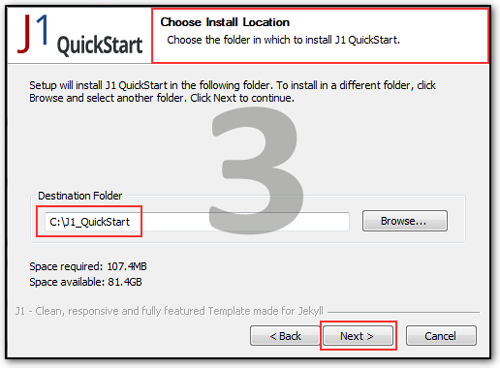 J1 QuickStart
Choose Install Location
Choose the folder in which to install J1 QuickStart.
Setup will install J1 QuickStart in the following folder. To install in a different folder, click
Browse and select another folder. Click Next to continue.
3
Destination Folder
C:\J1_QuickStart
Browse...
Space required: 107.4MB
Space available: 81.4GB
J1 - Clean, responsive and fully featured Template made for Jekyll
< Back
Next >
Cancel